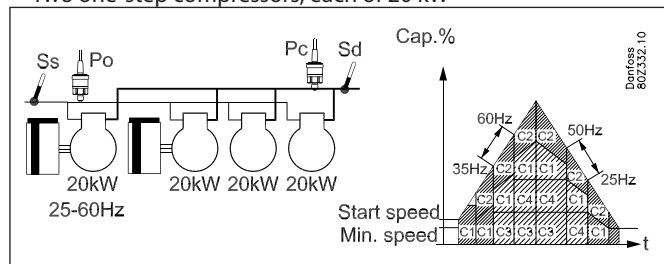 Two one-step compressors, each of 20 kW
Ss
Po
Pc
Sd
20kW
20kW
20kW
20kW
25-60Hz
Cap.%
Danfoss
80Z332.10
60Hz
50Hz
35Hz
25Hz
Start speed
Min. speed
C2 C2
C2 C1 C1 C2
C2 C1 C4 C4 C1 C2
C1 C1 C3 C3 C4 C1
t